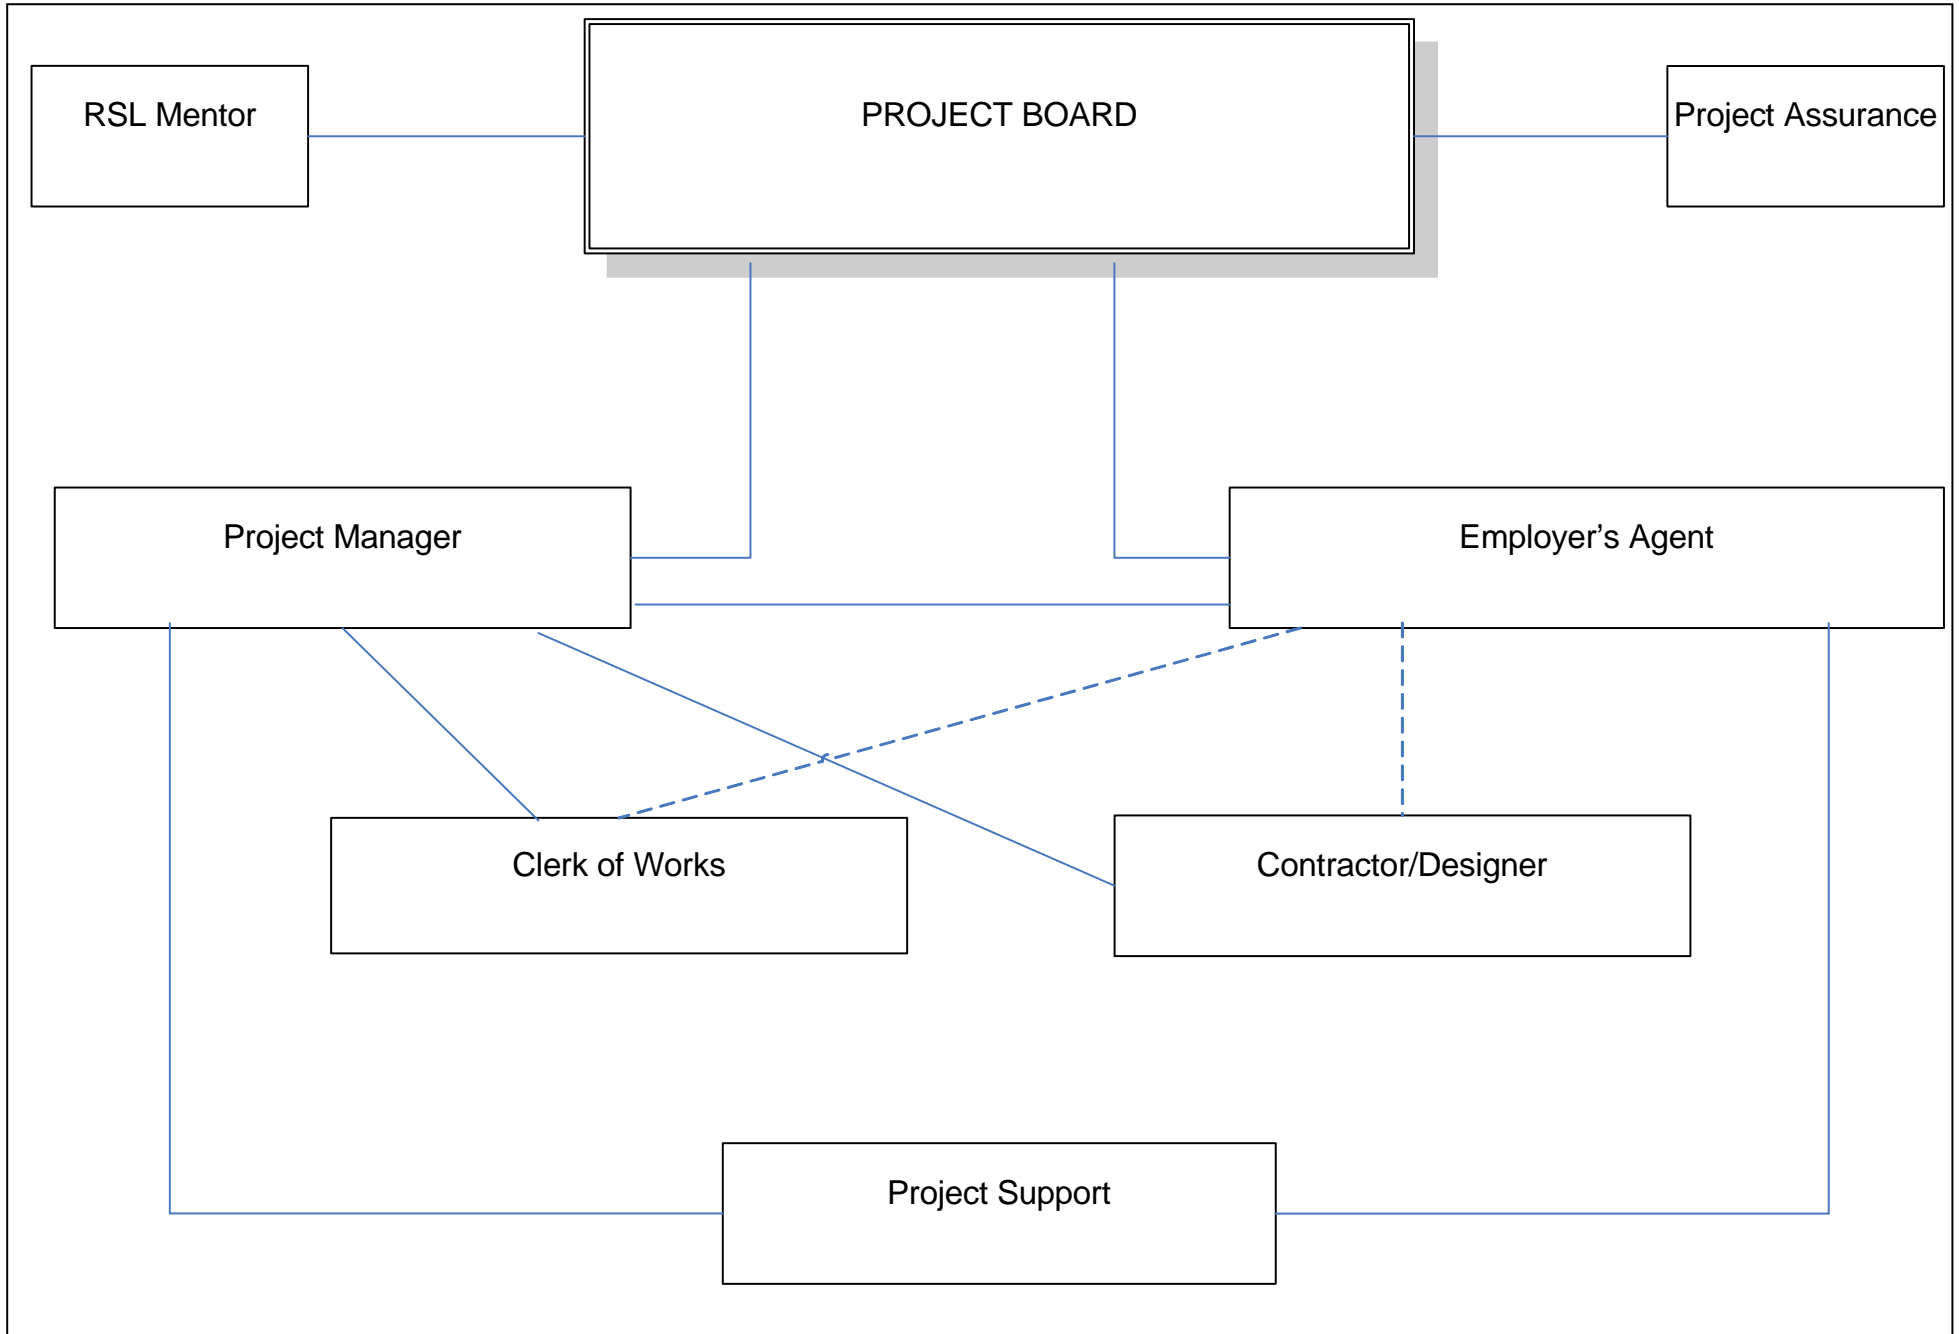 RSL Mentor
PROJECT BOARD
Project Assurance
Project Manager
Employer’s Agent
Clerk of Works
Contractor/Designer
Project Support